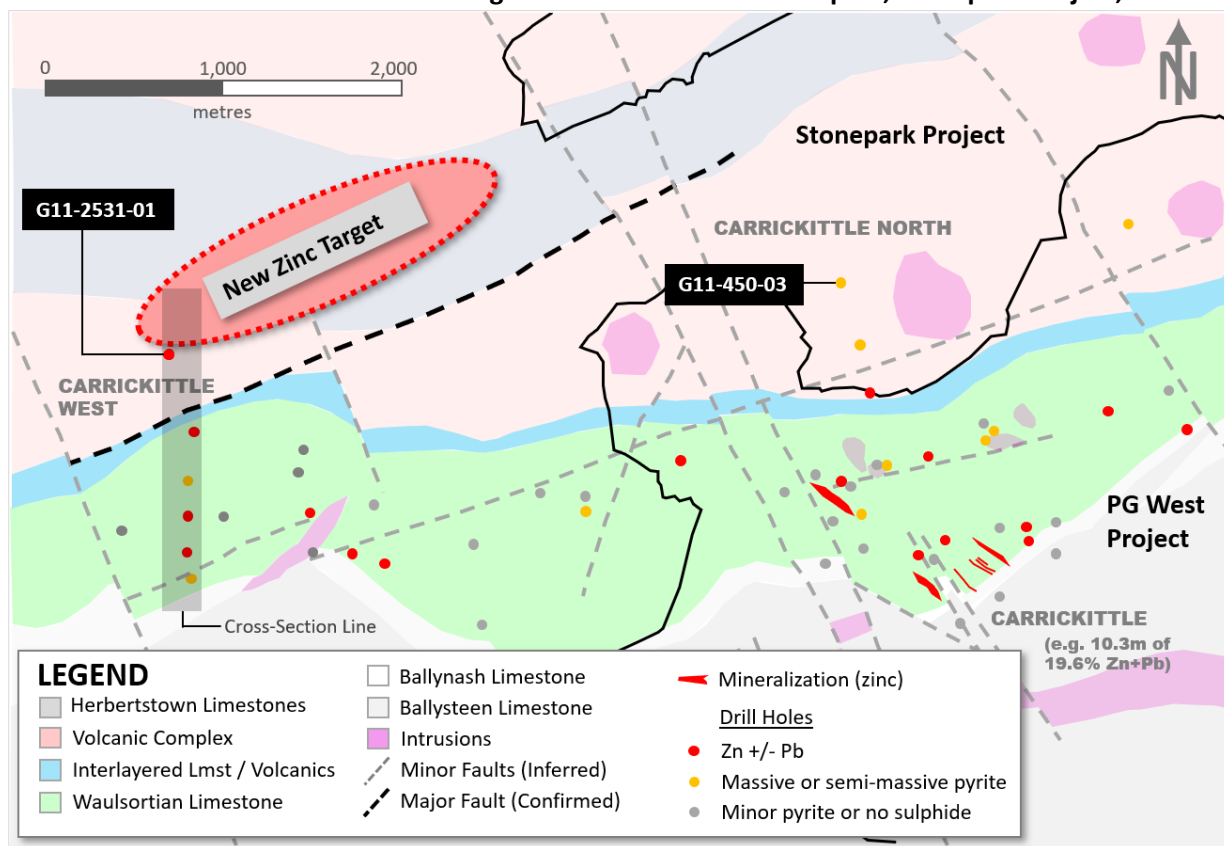 0
1,000
2,000
metres
N
Stonepark Project
G11-2531-01
New Zinc Target
CARRICKITTLE NORTH
G11-450-03
CARRICKITTLE
WEST
PG West
Project
Cross-Section Line
CARRICKITTLE
(e.g. 10.3m of
19.6% Zn+Pb)
LEGEND
Herbertstown Limestones
Volcanic Complex
Interlayered Lmst / Volcanics
Waulsortian Limestone
Ballynash Limestone
Ballysteen Limestone
Intrusions
Minor Faults (Inferred)
Major Fault (Confirmed)
Mineralization (zinc)
Drill Holes
Zn +/- Pb
Massive or semi-massive pyrite
Minor pyrite or no sulphide